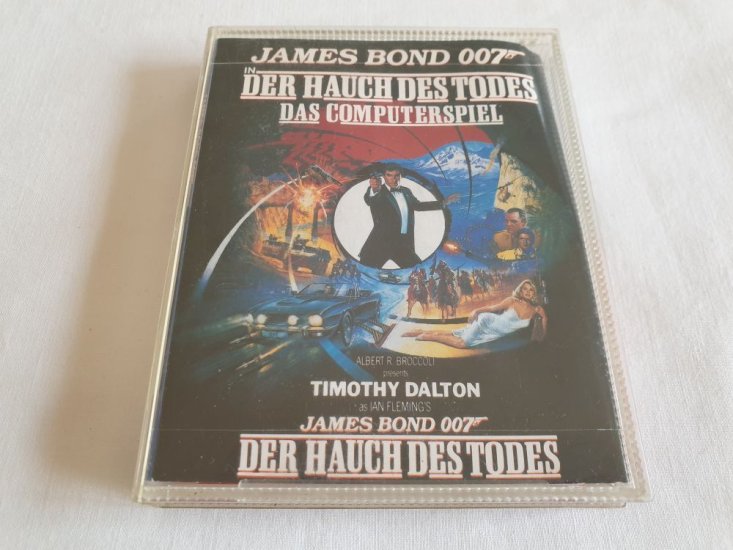 JAMES BOND 007
IN
DER HAUCH DES TODES
DAS COMPUTERSPIEL
ALBERT R. BROCCOLI
presents
TIMOTHY DALTON
as IAN FLEMING'S
JAMES BOND 007
DER HAUCH DES TODES